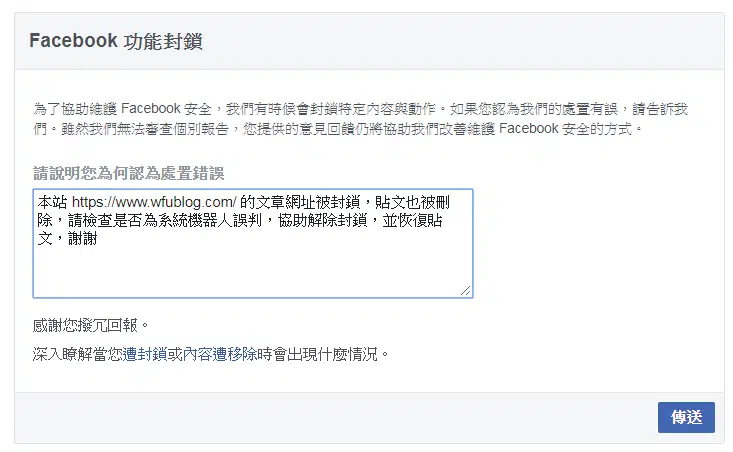 Facebook 功能封鎖
為了協助維護 Facebook 安全，我們有時候會封鎖特定內容與動作。如果您認為我們的處置有誤，請告訴我
們。雖然我們無法審查個別報告，您提供的意見回饋仍將協助我們改善維護 Facebook 安全的方式。
請說明您為何認為處置錯誤
本站 https://www.wfublog.com/ 的文章網址被封鎖，貼文也被刪
除，請檢查是否為系統機器人誤判，協助解除封鎖，並恢復貼
文，謝謝
感謝您撥冗回報。
深入瞭解當您遭封鎖或內容遭移除時會出現什麼情況。
傳送